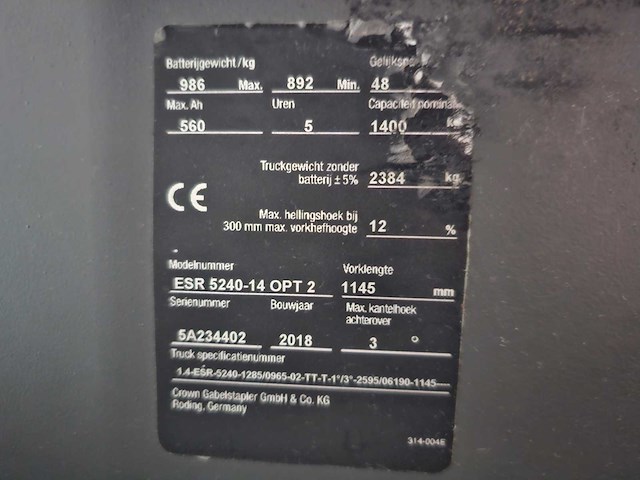 Batterijgewicht/kg
986 Max. 892 Min. 48
Max. Ah Uren Capaciteit
560 5 1400
Truckgewicht zonder
batterij ± 5% 2384 kg
CE
Max. hellingshoek bij
300 mm max. vorkhefhoogte 12 %
Modelnummer Vorklengte
ESR 5240-14 OPT 2 1145 mm
Serienummer Bouwjaar Max. kantelhoek
achterover
5A234402 2018 3 °
Truck specificatienummer
1.4-ESR-5240-1285/0965-02-TT-T-1°/3°-2595/06190-1145
Crown Gabelstapler GmbH & Co. KG
Roding, Germany
314-004E